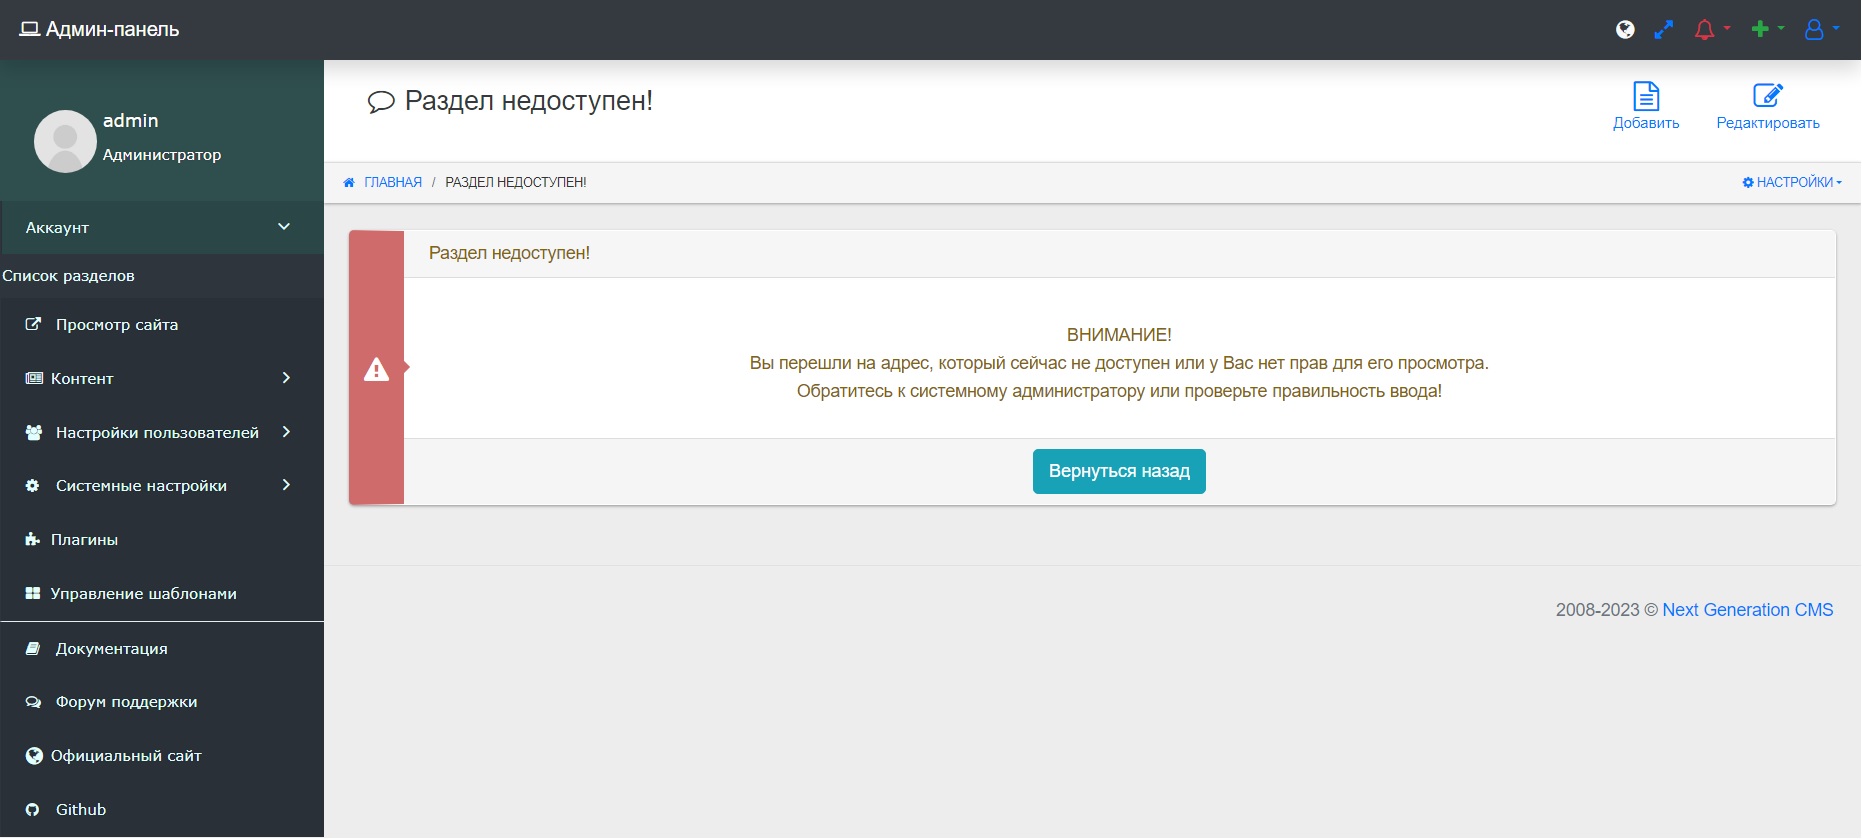 Админ-панель
admin
Администратор
Аккаунт
Список разделов
Просмотр сайта
Контент
Настройки пользователей
Системные настройки
Плагины
Управление шаблонами
Документация
Форум поддержки
Официальный сайт
Github
Раздел недоступен!
Добавить
Редактировать
ГЛАВНАЯ / РАЗДЕЛ НЕДОСТУПЕН!
НАСТРОЙКИ
Раздел недоступен!
ВНИМАНИЕ!
Вы перешли на адрес, который сейчас не доступен или у Вас нет прав для его просмотра.
Обратитесь к системному администратору или проверьте правильность ввода!
Вернуться назад
2008-2023 © Next Generation CMS